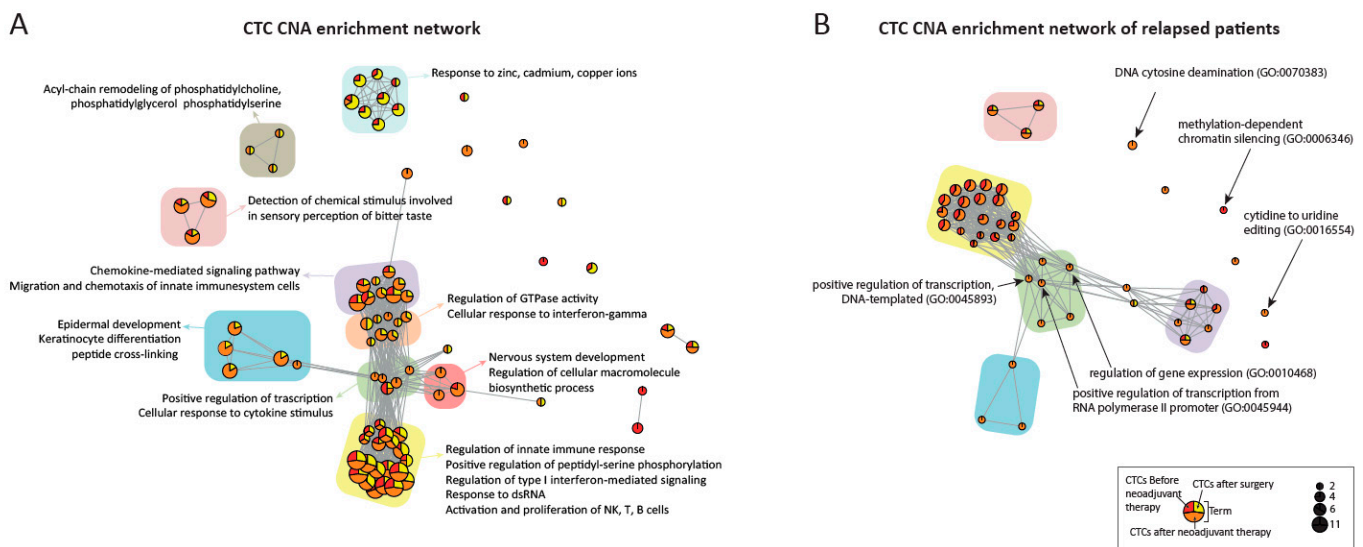 A
CTC CNA enrichment network
Response to zinc, cadmium, copper ions
Acyl-chain remodeling of phosphatidylcholine,
phosphatidylglycerol phosphatidylserine
Detection of chemical stimulus involved
in sensory perception of bitter taste
Chemokine-mediated signaling pathway
Migration and chemotaxis of innate immunesystem cells
Regulation of GTPase activity
Cellular response to interferon-gamma
Epidermal development
Keratinocyte differentiation
peptide cross-linking
Nervous system development
Regulation of cellular macromolecule
biosynthetic process
Positive regulation of trascription
Cellular response to cytokine stimulus
Regulation of innate immune response
Positive regulation of peptidyl-serine phosphorylation
Regulation of type I interferon-mediated signaling
Response to dsRNA
Activation and proliferation of NK, T, B cells
B
CTC CNA enrichment network of relapsed patients
DNA cytosine deamination (GO:0070383)
methylation-dependent
chromatin silencing (GO:0006346)
cytidine to uridine
editing (GO:0016554)
positive regulation of transcription,
DNA-templated (GO:0045893)
regulation of gene expression (GO:0010468)
positive regulation of transcription from
RNA polymerase II promoter (GO:0045944)
CTCs Before
neoadjuvant
therapy
CTCs after surgery
Term
CTCs after neoadjuvant therapy
2
4
6
11